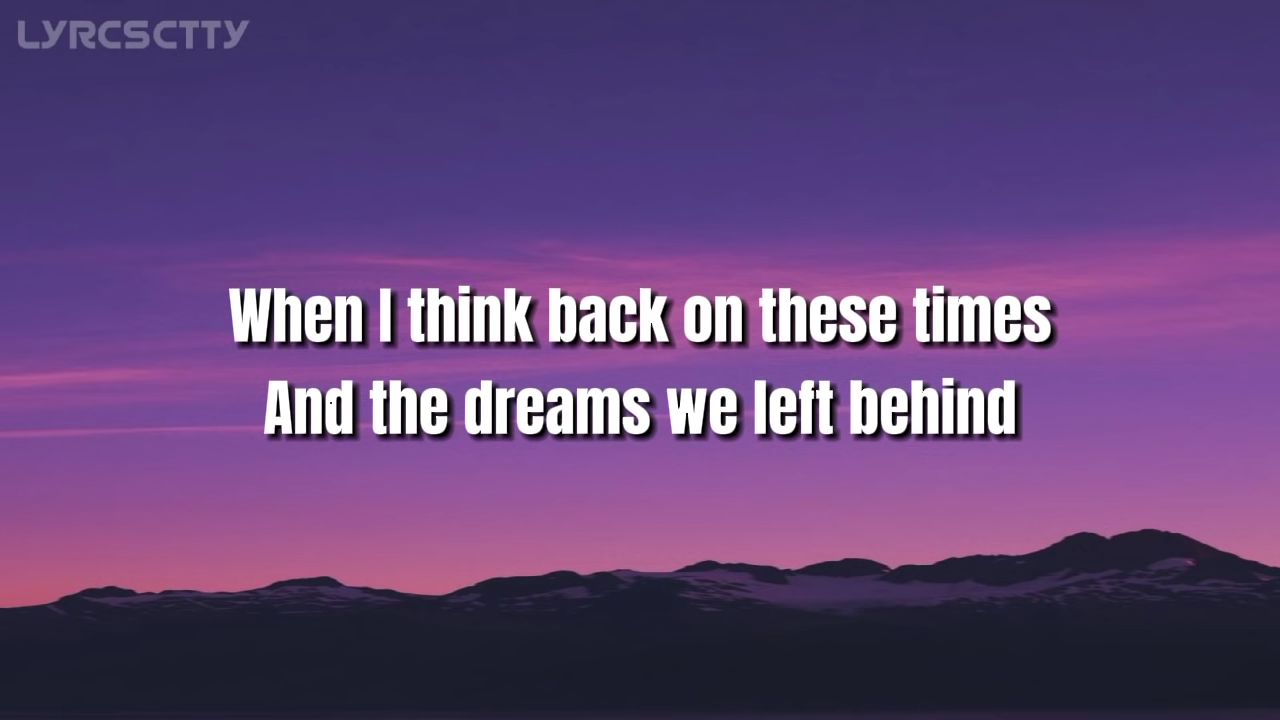 LYRCSCTTY
When I think back on these times
And the dreams we left behind